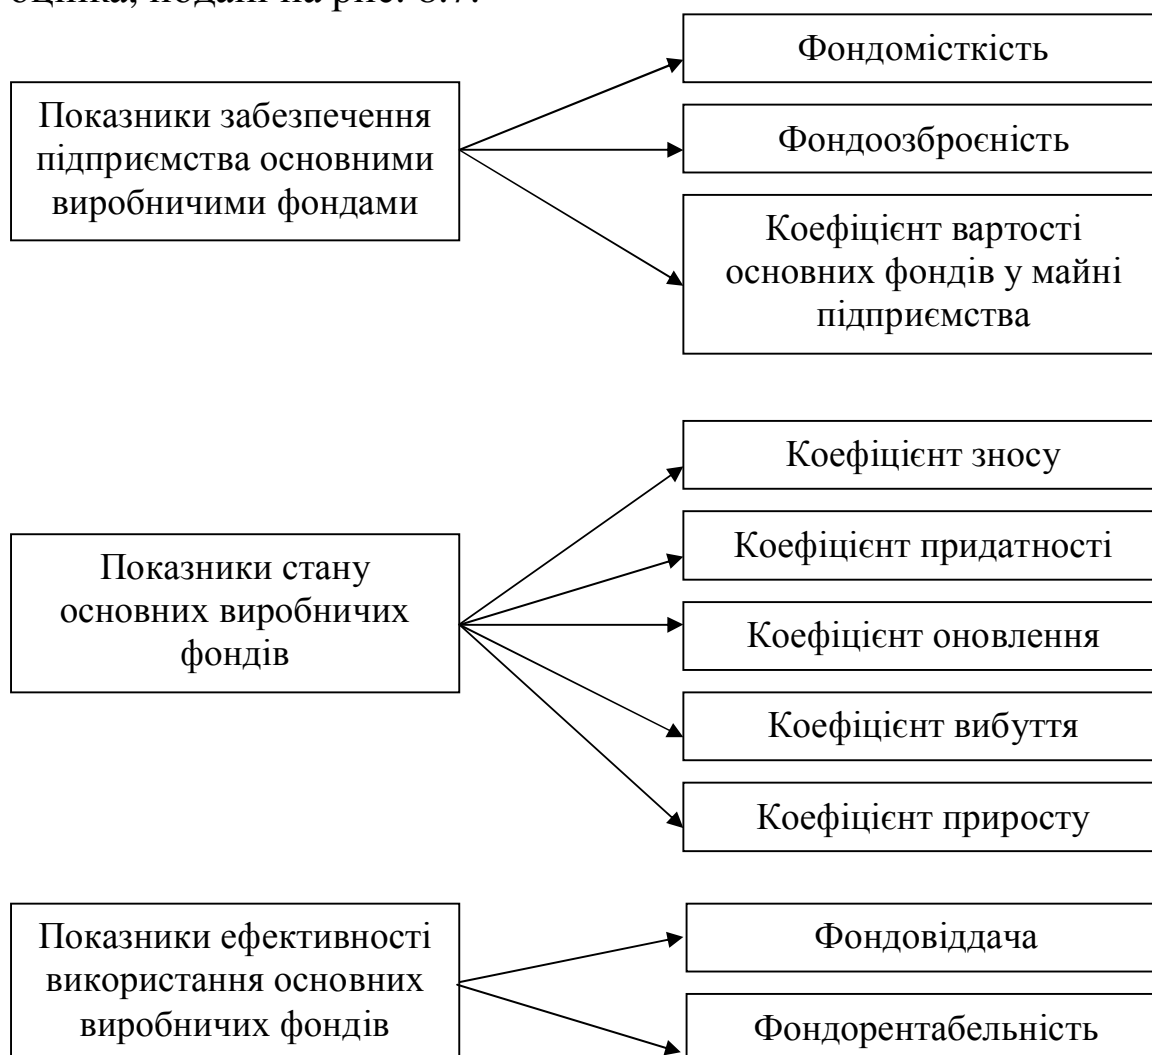 оцінка, подані на рис. 8.7.
Фондомісткість
Показники забезпечення
підприємства основними
виробничими фондами
Фондоозброєність
Коефіцієнт вартості
основних фондів у майні
підприємства
Коефіцієнт зносу
Коефіцієнт придатності
Показники стану
основних виробничих
фондів
Коефіцієнт оновлення
Коефіцієнт вибуття
Коефіцієнт приросту
Показники ефективності
використання основних
виробничих фондів
Фондовіддача
Фондорентабельність